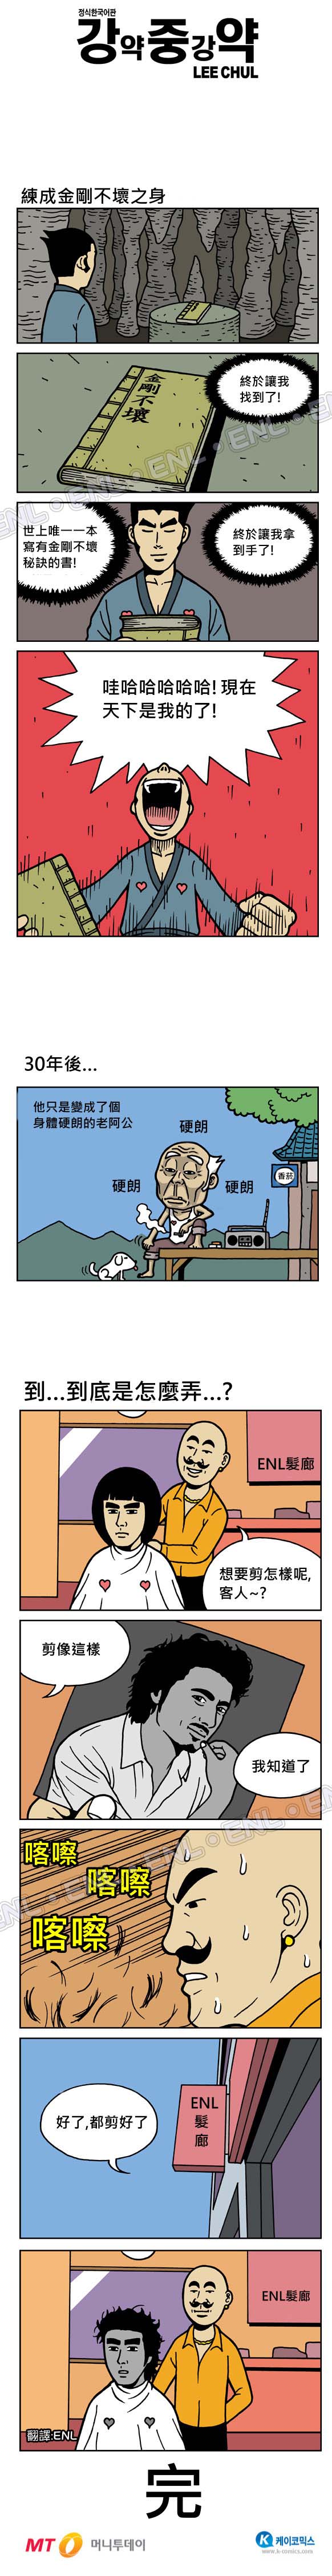 정식한국어판
강약중강약
LEE CHUL
練成金剛不壞之身
金剛不壞
終於讓我
找到了!
世上唯一一本
寫有金剛不壞
秘訣的書!
終於讓我拿
到手了!
哇哈哈哈哈哈!現在
天下是我的了!
30年後...
他只是變成了個
身體硬朗的老阿公
硬朗
硬朗
硬朗
香菸
到...到底是怎麼弄...?
ENL髮廊
想要剪怎樣呢,
客人~?
剪像這樣
我知道了
喀嚓
喀嚓
喀嚓
好了,都剪好了
ENL
髮
廊
ENL髮廊
翻譯:ENL
完
MT 머니투데이
케이코믹스
www.k-comics.com